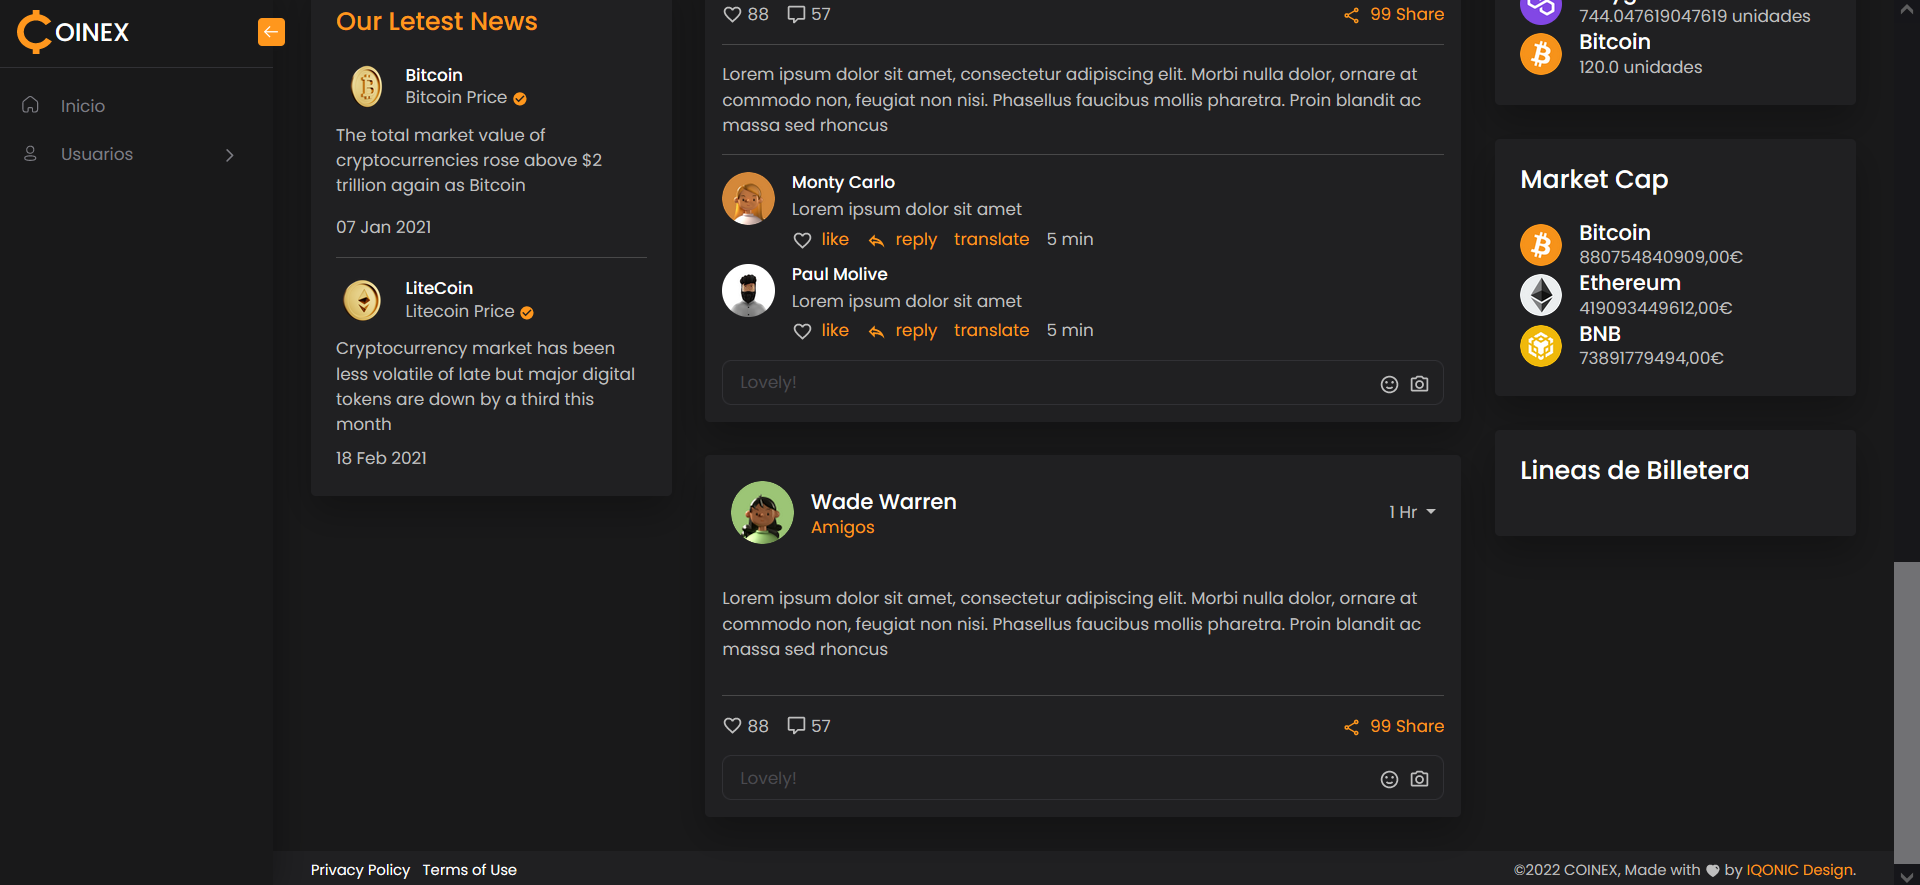 OINEX
Inicio
Usuarios
Our Letest News
Bitcoin
Bitcoin Price
The total market value of
cryptocurrencies rose above $2
trillion again as Bitcoin
07 Jan 2021
LiteCoin
Litecoin Price
Cryptocurrency market has been
less volatile of late but major digital
tokens are down by a third this
month
18 Feb 2021
88 57 99 Share
Lorem ipsum dolor sit amet, consectetur adipiscing elit. Morbi nulla dolor, ornare at
commodo non, feugiat non nisi. Phasellus faucibus mollis pharetra. Proin blandit ac
massa sed rhoncus
Monty Carlo
Lorem ipsum dolor sit amet
like reply translate 5 min
Paul Molive
Lorem ipsum dolor sit amet
like reply translate 5 min
Lovely!
Wade Warren
Amigos
1 Hr
Lorem ipsum dolor sit amet, consectetur adipiscing elit. Morbi nulla dolor, ornare at
commodo non, feugiat non nisi. Phasellus faucibus mollis pharetra. Proin blandit ac
massa sed rhoncus
88 57 99 Share
Lovely!
744.047619047619 unidades
Bitcoin
120.0 unidades
Market Cap
Bitcoin
880754840909,00€
Ethereum
419093449612,00€
BNB
73891779494,00€
Lineas de Billetera
Privacy Policy Terms of Use
©2022 COINEX, Made with by IQONIC Design.